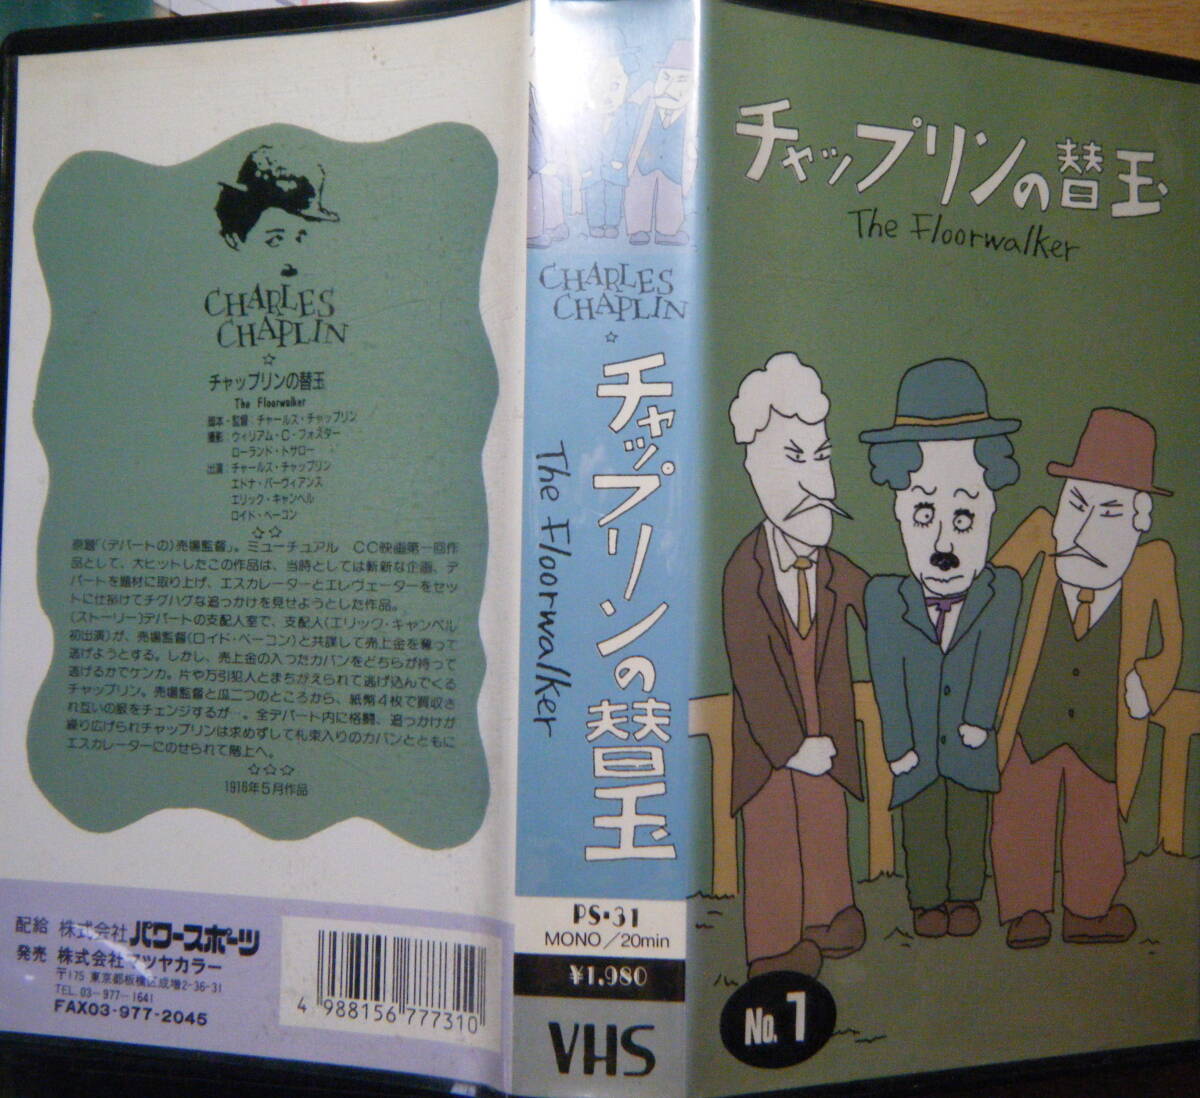 CHARLES
CHAPLIN
☆
チャップリンの替玉
The Floorwalker
脚本・監督:チャールズ・チャップリン
撮影:ウィリアム・C・フォスター
ローランド・トサロー
出演:チャールズ・チャップリン
エドナ・パーヴィアンス
エリック・キャンベル
ロイド・ベーコン
☆☆
原題「(デパートの)売場監督」。ミューチュアル CC映画第一回作
品として、大ヒットしたこの作品は、当時としては斬新な企画、デ
パートを題材に取り上げ、エスカレーターとエレヴェーターをセッ
トに仕掛けてチグハグな追っかけを見せようとした作品。
(ストーリー)デパートの支配人室で、支配人(エリック・キャンベル
初出演)が、売場監督(ロイド・ベーコン)と共謀して売上金を奪って
逃げようとする。しかし、売上金の入ったカバンをどちらが持って
逃げるかでケンカ。片や万引犯人とまちがえられて逃げ込んでくる
チャップリン。売場監督と瓜二つのところから、紙幣4枚で買収さ
れ互いの服をチェンジするが…。全デパート内に格闘、追っかけが
繰り広げられチャップリンは求めずして札束入りのカバンとともに
エスカレーターにのせられて階上へ。
☆☆☆
1916年5月作品
配給 株式会社パワースポーツ
発売 株式会社マツヤカラー
〒175 東京都板橋区成増2-36-31
TEL.03-977-1641
FAX03-977-2045
4 988156 777310
CHARLES
CHAPLIN
☆
チャップリンの替玉
The Floorwalker
PS・31
MONO/20min
¥1,980
VHS
チャップリンの替玉
The Floorwalker
No. 1